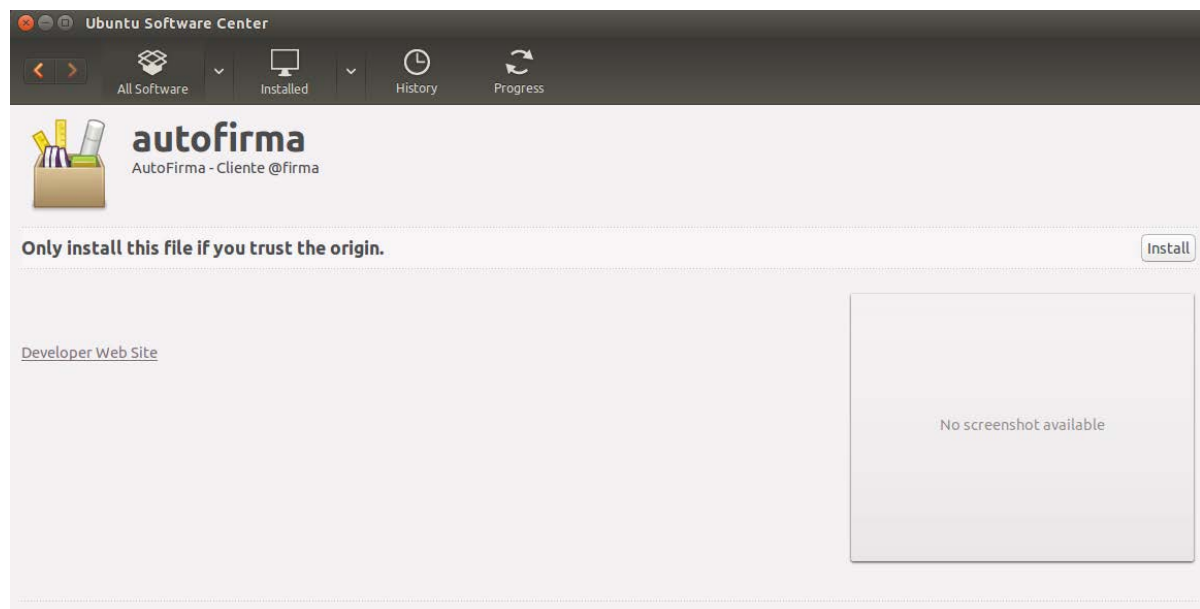 Ubuntu Software Center
All Software
Installed
History
Progress
autofirma
AutoFirma - Cliente @firma
Only install this file if you trust the origin.
Install
Developer Web Site
No screenshot available